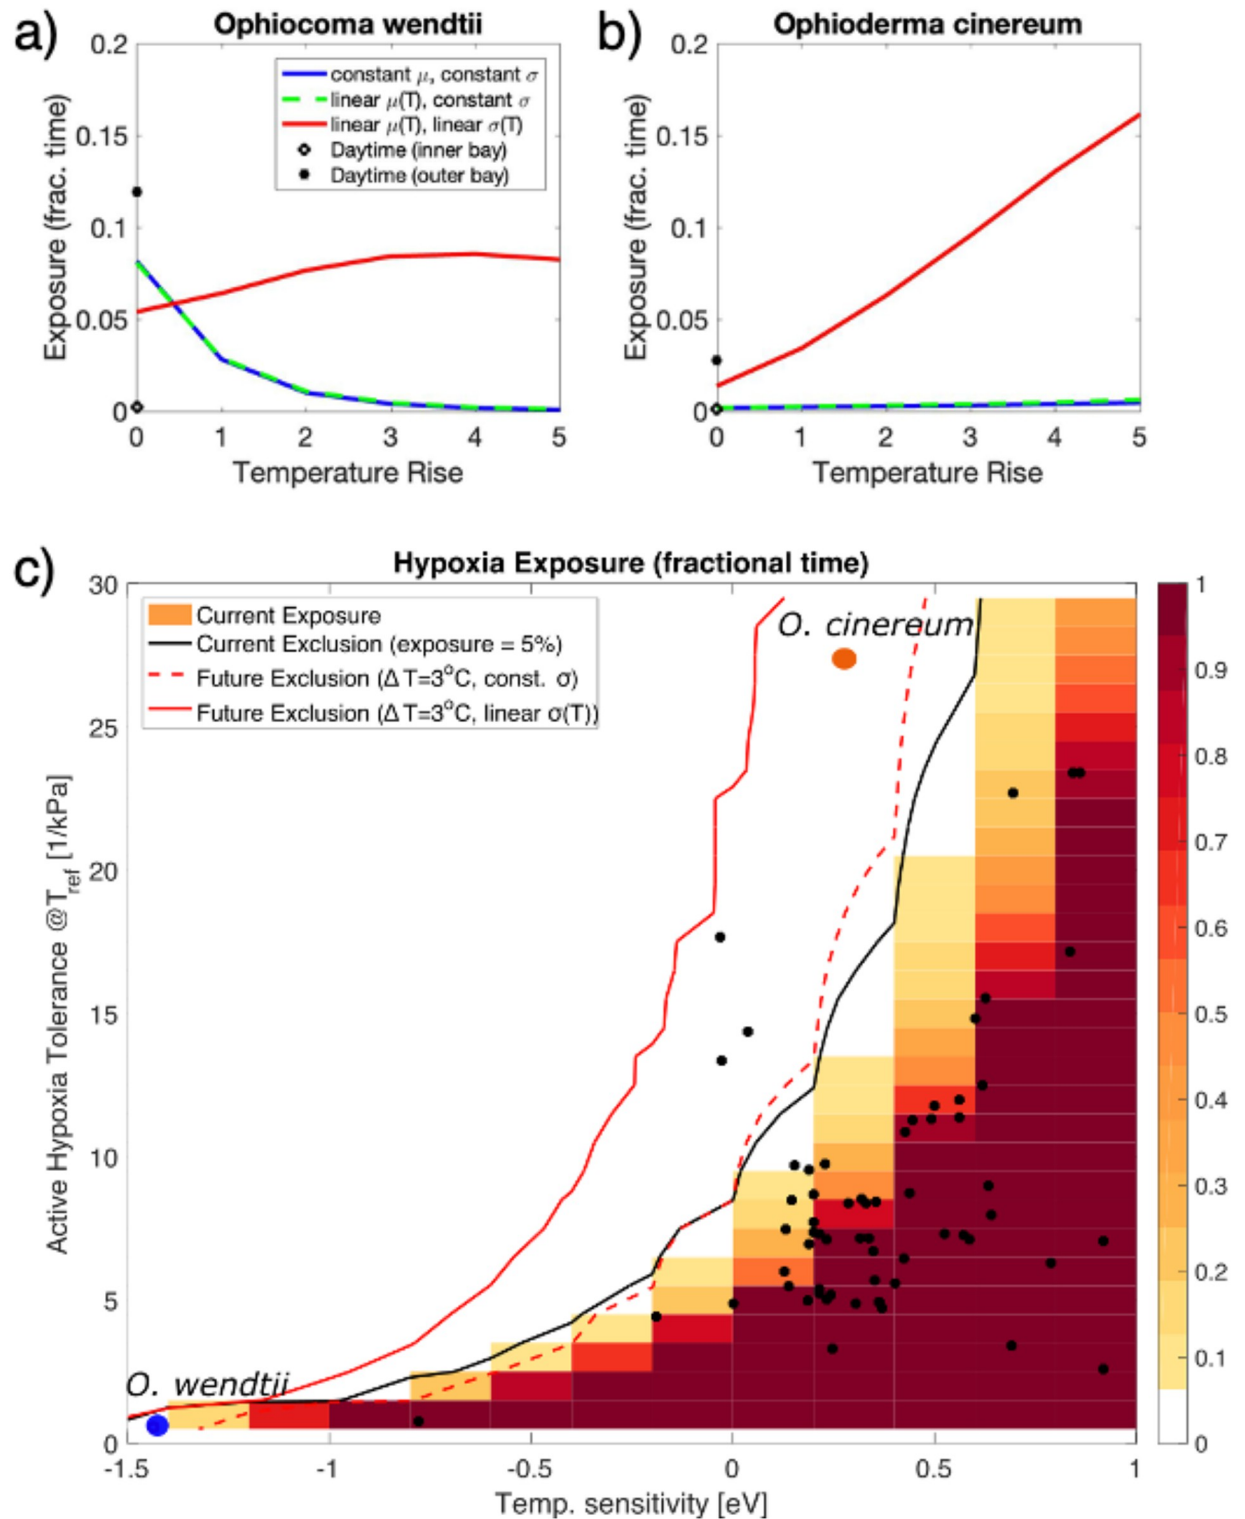 a)
Ophiocoma wendtii
0.2
0.15
0.1
0.05
0
Exposure (frac. time)
constant μ, constant σ
linear μ(T), constant σ
linear μ(T), linear σ(T)
Daytime (inner bay)
Daytime (outer bay)
0 1 2 3 4 5
Temperature Rise
b)
Ophioderma cinereum
0.2
0.15
0.1
0.05
0
Exposure (frac. time)
0 1 2 3 4 5
Temperature Rise
c)
Hypoxia Exposure (fractional time)
30
25
20
15
10
5
0
Active Hypoxia Tolerance @T_ref [1/kPa]
Current Exposure
Current Exclusion (exposure = 5%)
Future Exclusion (Δ T=3°C, const. σ)
Future Exclusion (Δ T=3°C, linear σ(T))
O. cinereum
O. wendtii
-1.5 -1 -0.5 0 0.5 1
Temp. sensitivity [eV]
1
0.9
0.8
0.7
0.6
0.5
0.4
0.3
0.2
0.1
0